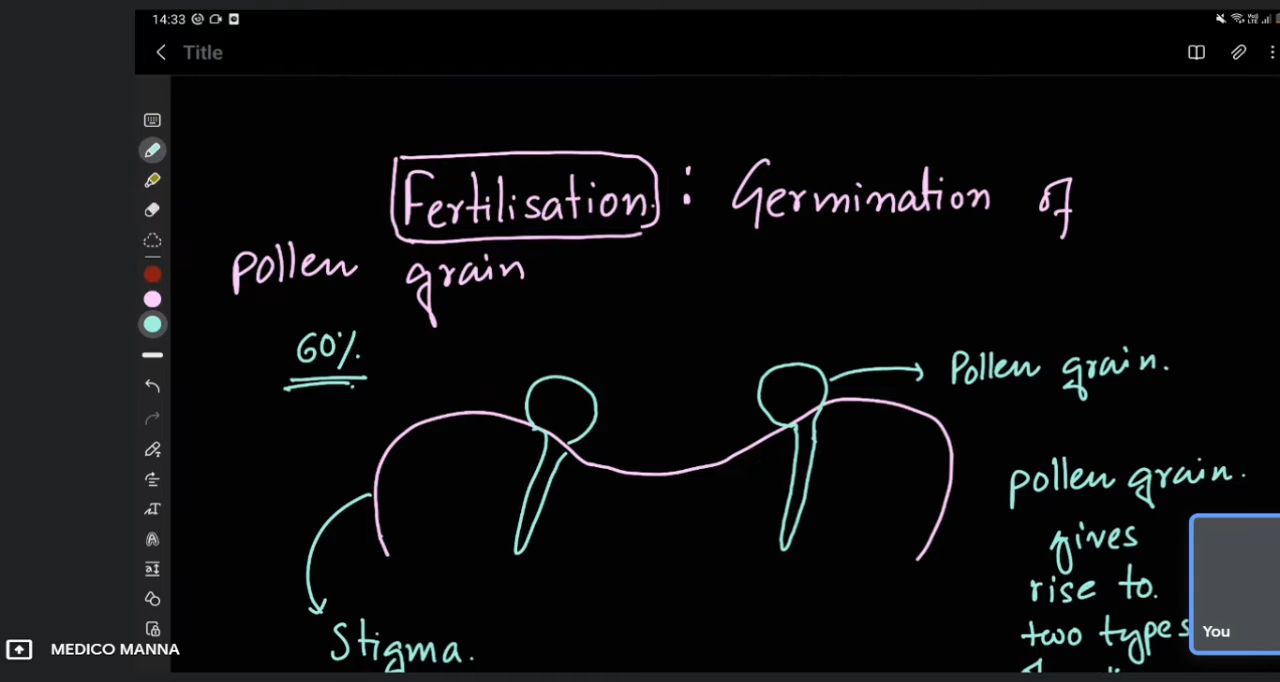 14:33
Title
Fertilisation : Germination of
pollen grain
60%.
Pollen grain.
pollen grain.
gives
rise to.
two types
Stigma.
MEDICO MANNA
You